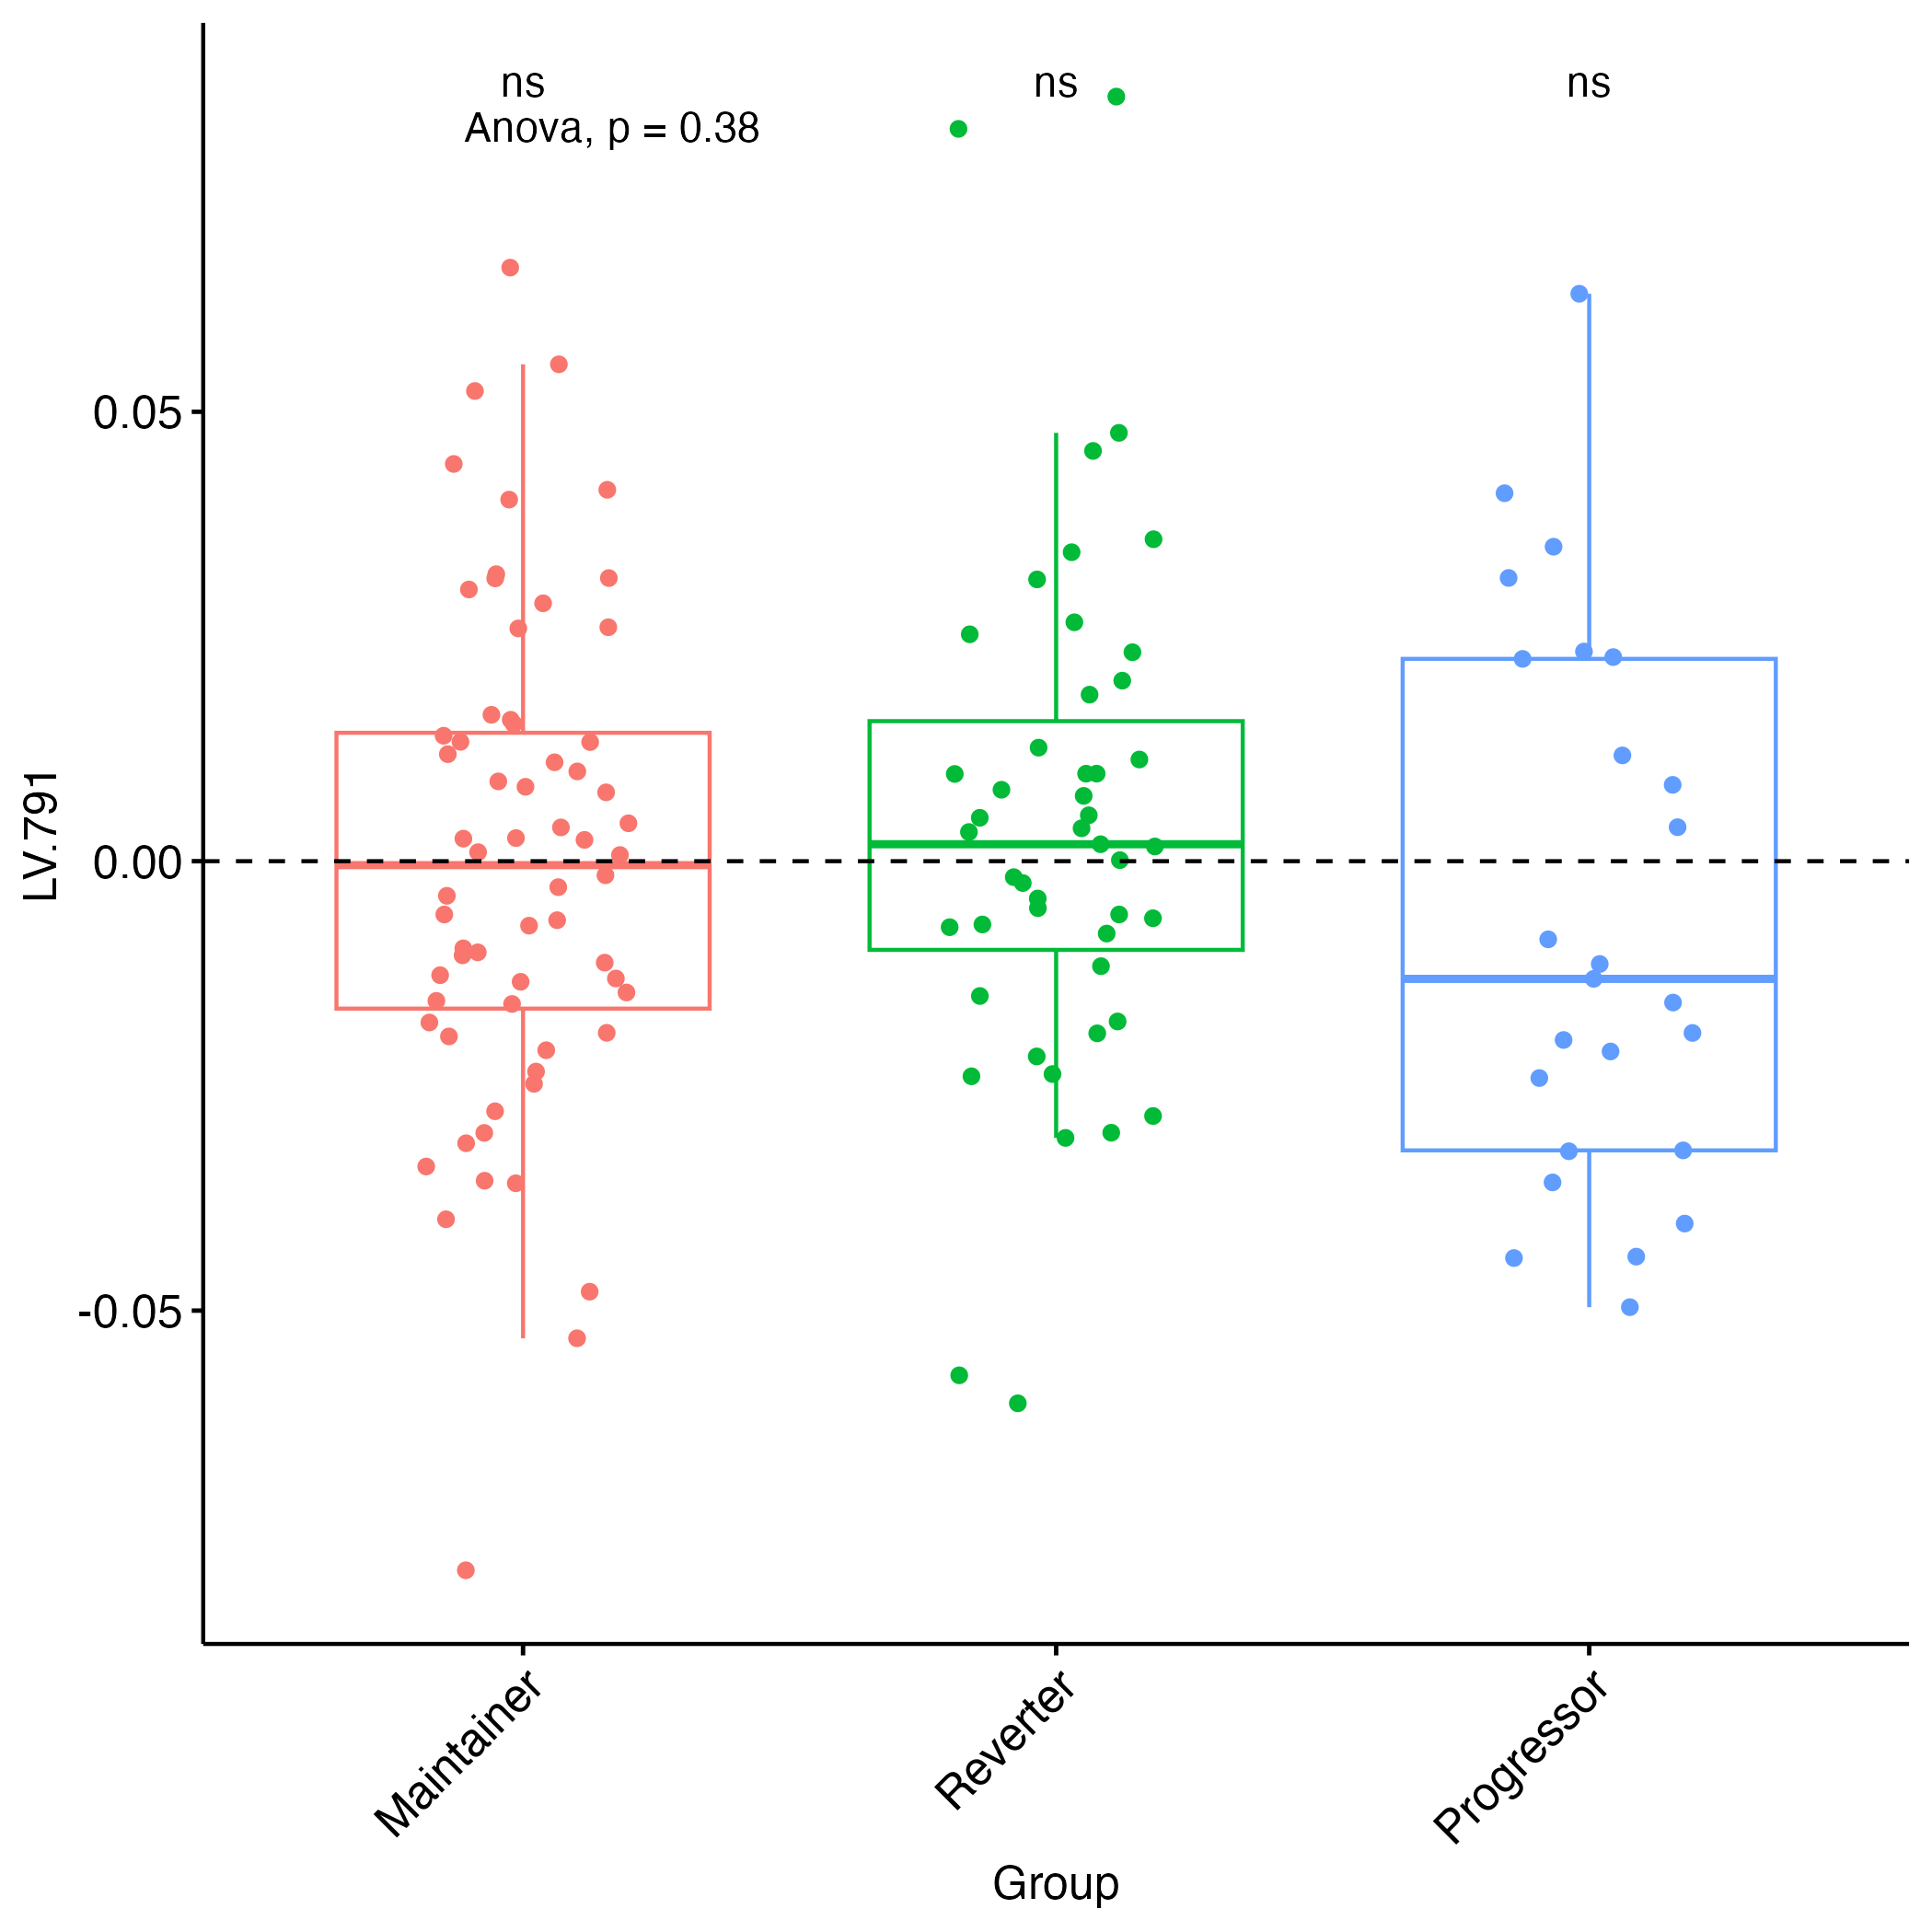 ns ns ns
Anova, p = 0.38
0.05
0.00
-0.05
LV.791
Maintainer
Reverter
Progressor
Group